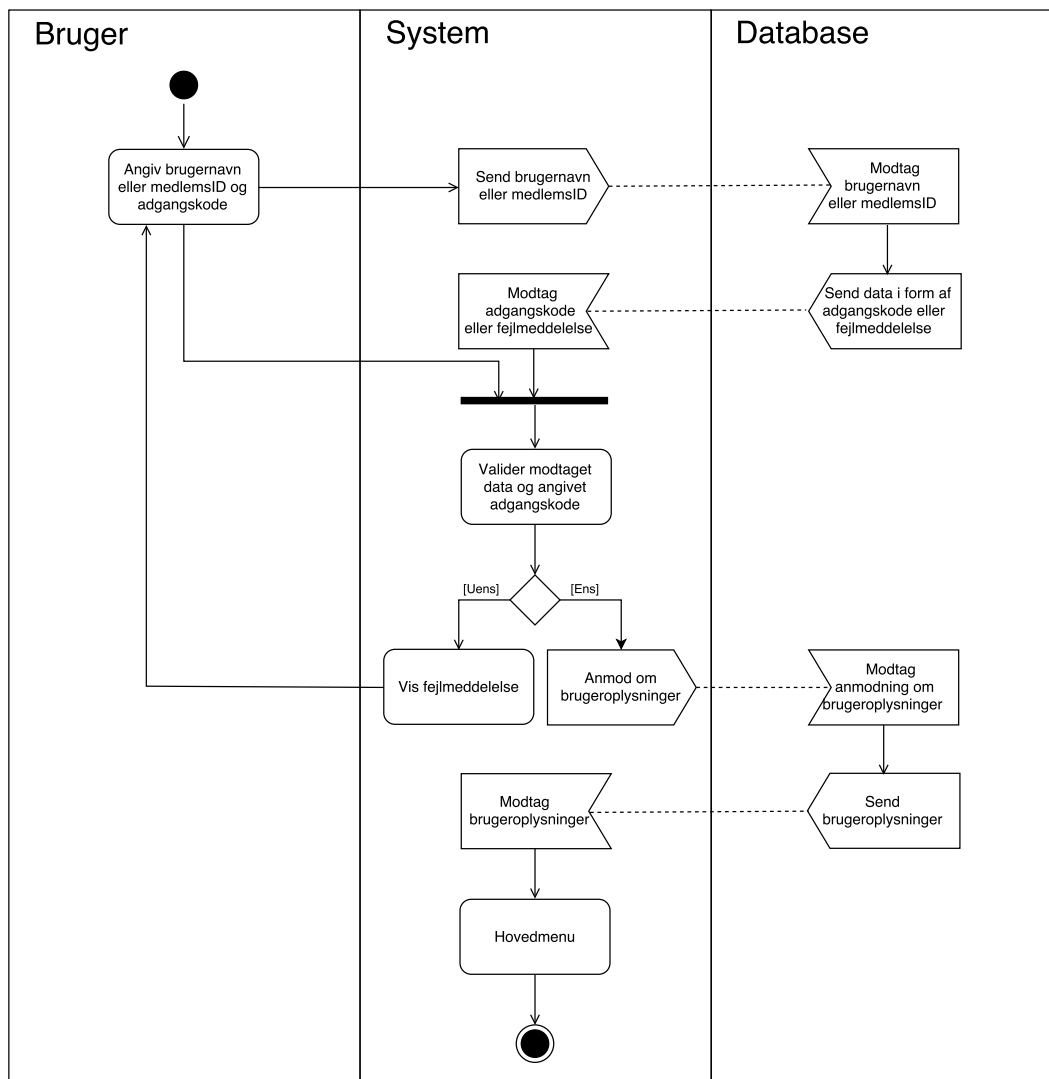 Bruger
System
Database
Angiv brugernavn
eller medlemsID og
adgangskode
Send brugernavn
eller medlemsID
Modtag
brugernavn
eller medlemsID
Modtag
adgangskode
eller fejlmeddelelse
Send data i form af
adgangskode eller
fejlmeddelelse
Valider modtaget
data og angivet
adgangskode
[Uens]
[Ens]
Vis fejlmeddelelse
Anmod om
brugeroplysninger
Modtag
anmodning om
brugeroplysninger
Modtag
brugeroplysninger
Send
brugeroplysninger
Hovedmenu